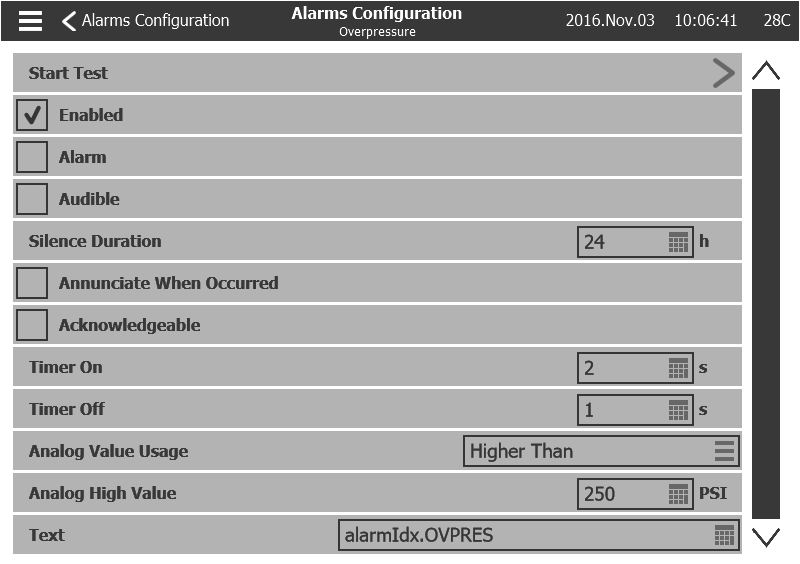 Alarms Configuration
Alarms Configuration
Overpressure
2016.Nov.03 10:06:41 28C
Start Test
Enabled
Alarm
Audible
Silence Duration 24 h
Annunciate When Occurred
Acknowledgeable
Timer On 2 s
Timer Off 1 s
Analog Value Usage Higher Than
Analog High Value 250 PSI
Text alarmIdx.OVPRES